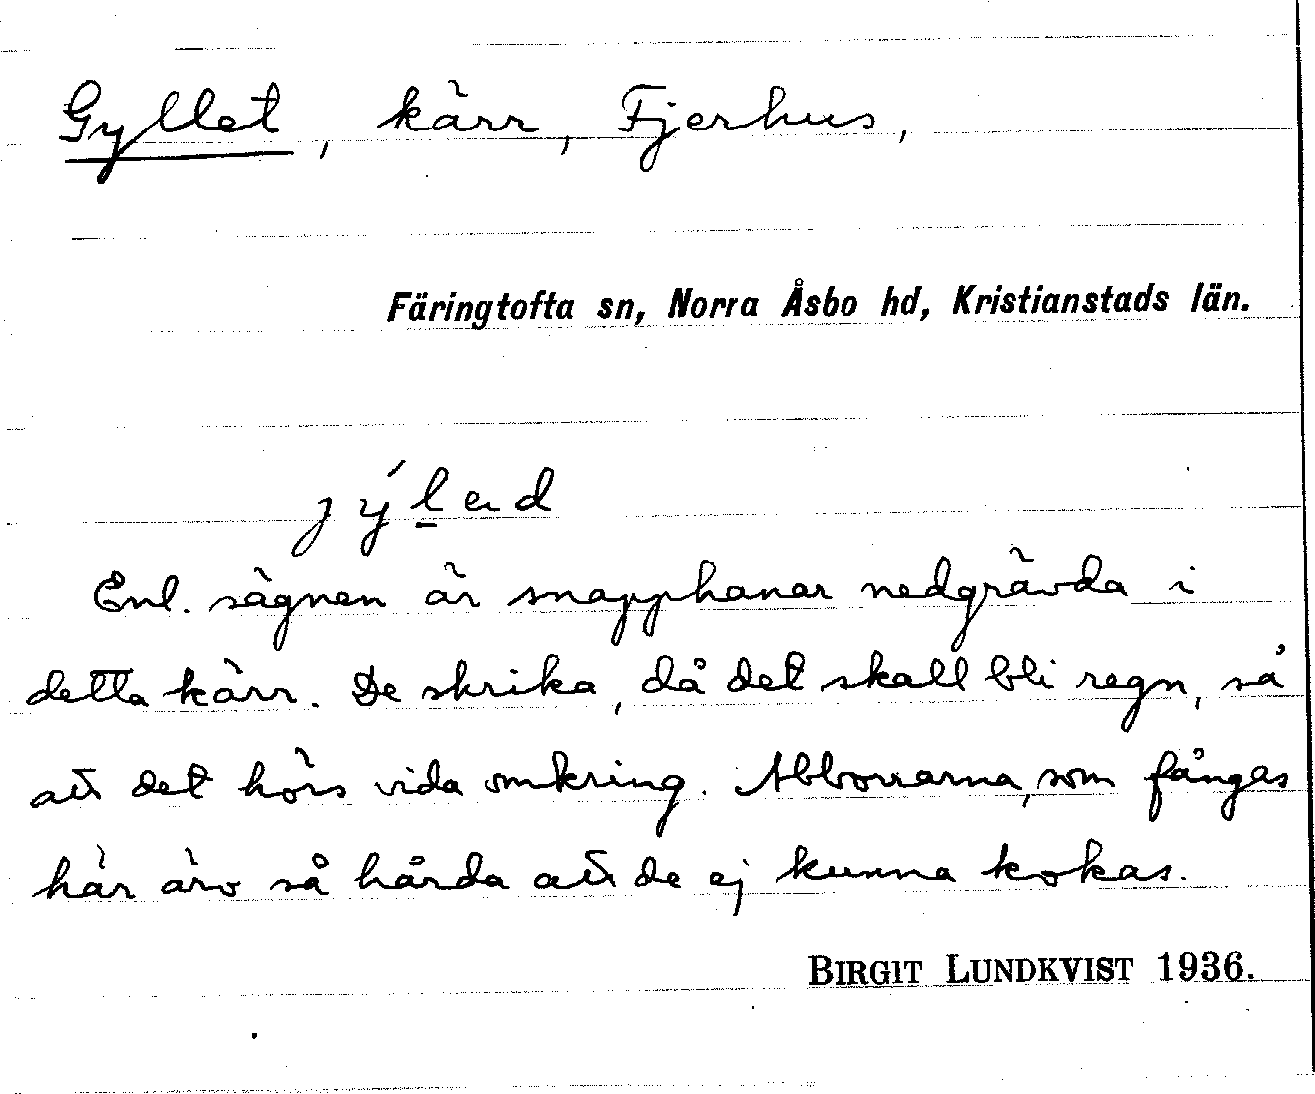 Gyllet, kärr, Fjerhus,
Färingtofta sn, Norra Åsbo hd, Kristianstads län.
Enl. sägnen är snapphanar nedgrävda i
detta kärr. De skrika, då det skall bli regn, så
att det hörs vida omkring. Abborrarna, som fångas
här äro så hårda att de ej kunna kokas.
BIRGIT LUNDKVIST 1936.